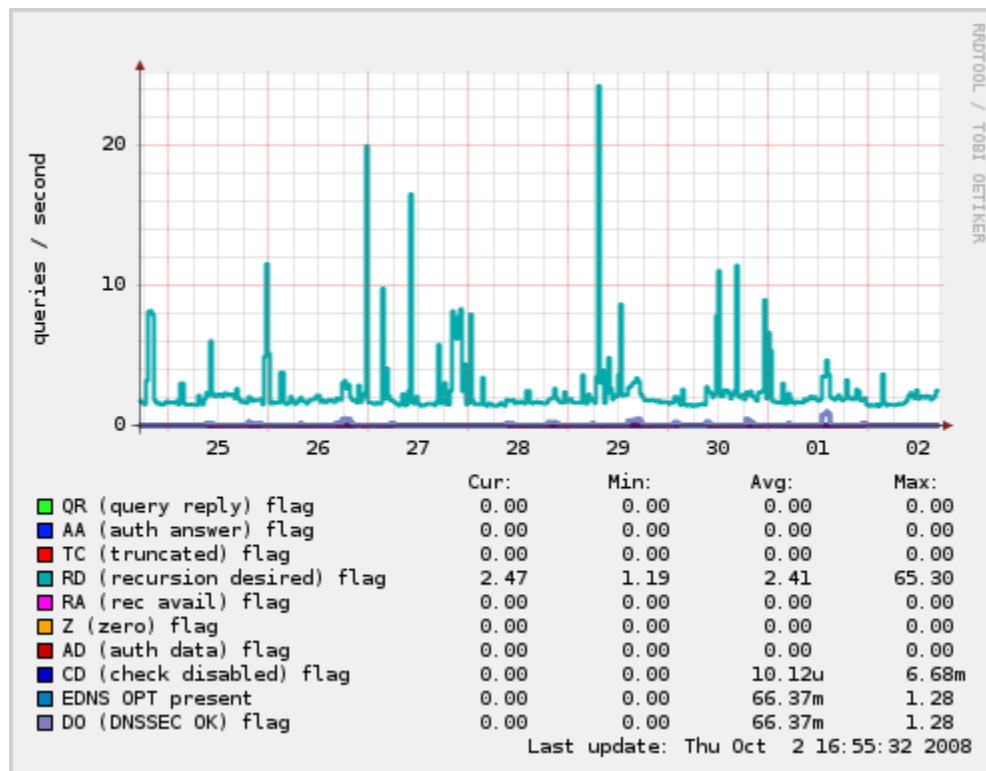 RRDTOOL / TOBI OETIKER
queries / second
20
10
0
25 26 27 28 29 30 01 02
Cur: Min: Avg: Max:
QR (query reply) flag 0.00 0.00 0.00 0.00
AA (auth answer) flag 0.00 0.00 0.00 0.00
TC (truncated) flag 0.00 0.00 0.00 0.00
RD (recursion desired) flag 2.47 1.19 2.41 65.30
RA (rec avail) flag 0.00 0.00 0.00 0.00
Z (zero) flag 0.00 0.00 0.00 0.00
AD (auth data) flag 0.00 0.00 0.00 0.00
CD (check disabled) flag 0.00 0.00 10.12u 6.68m
EDNS OPT present 0.00 0.00 66.37m 1.28
DO (DNSSEC OK) flag 0.00 0.00 66.37m 1.28
Last update: Thu Oct 2 16:55:32 2008